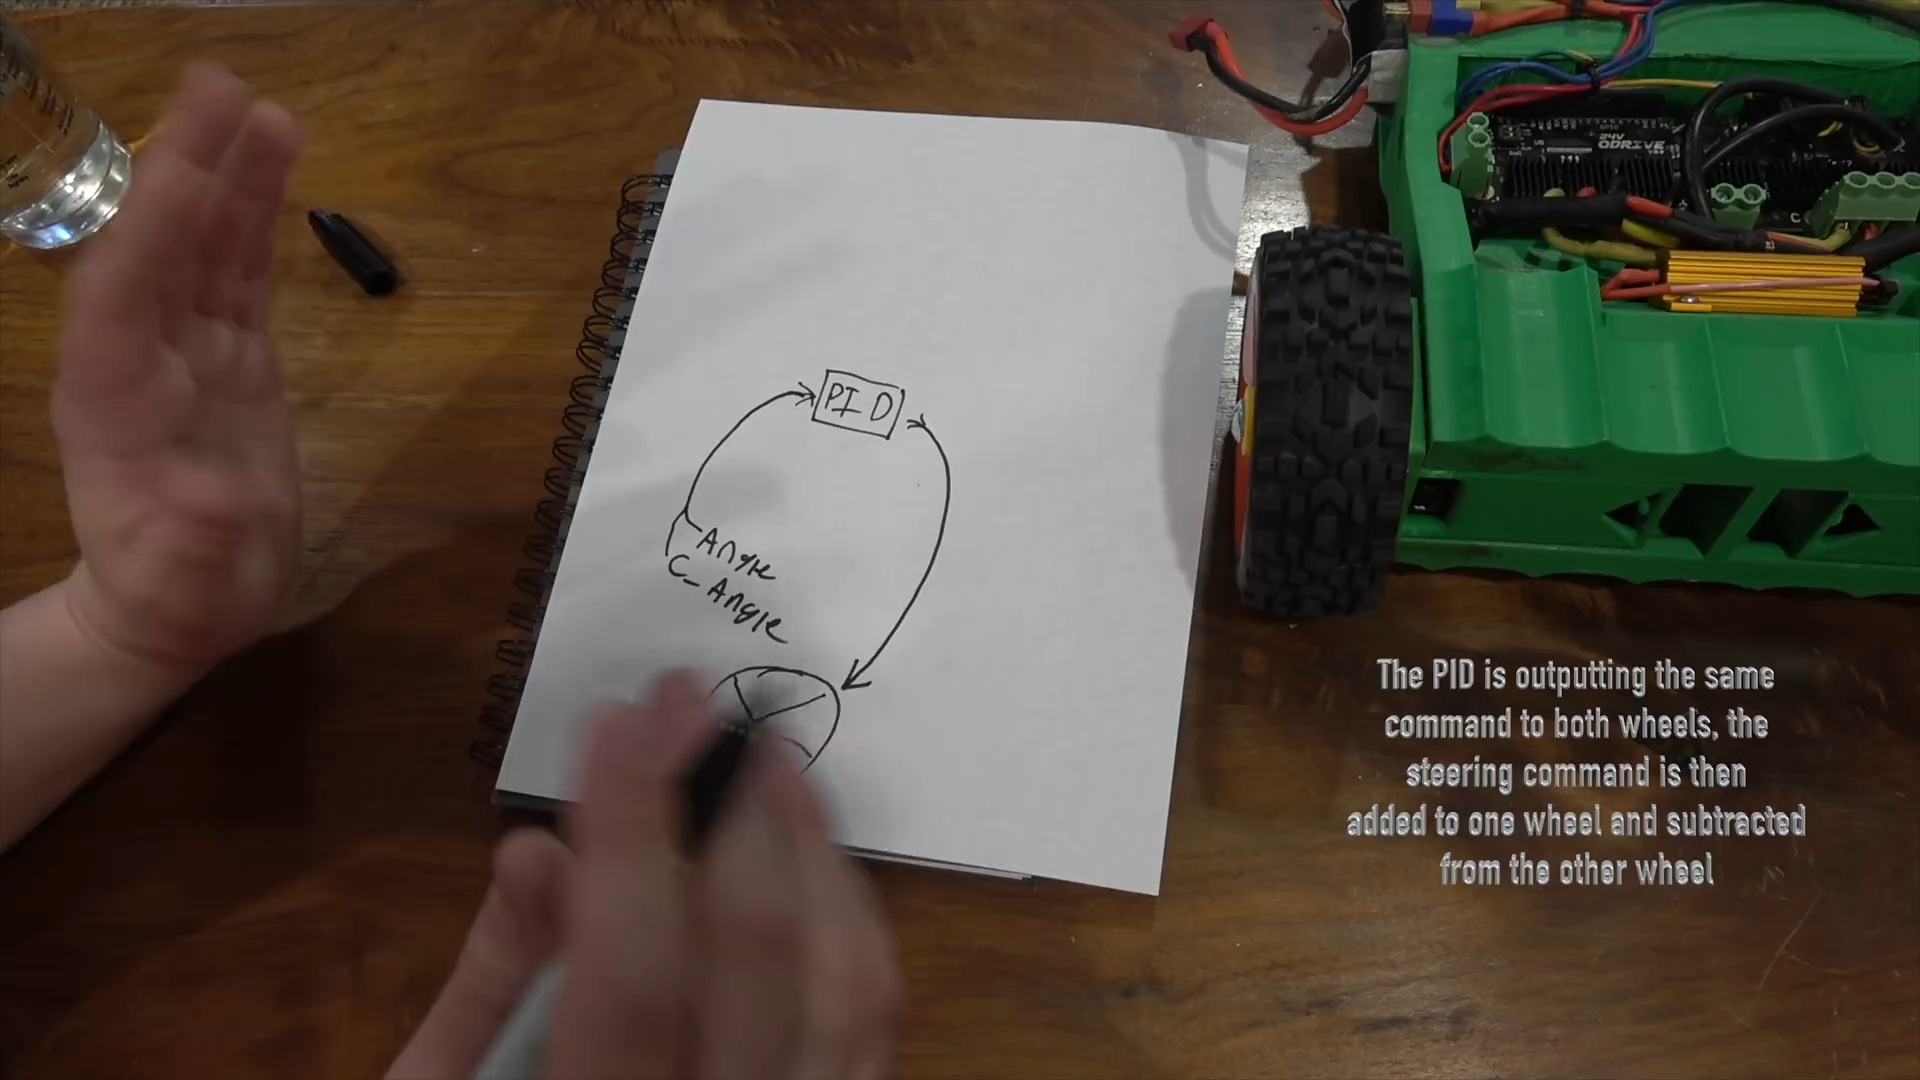 24V
ODRIVE
PID
Angle
C_Angle
The PID is outputting the same
command to both wheels, the
steering command is then
added to one wheel and subtracted
from the other wheel